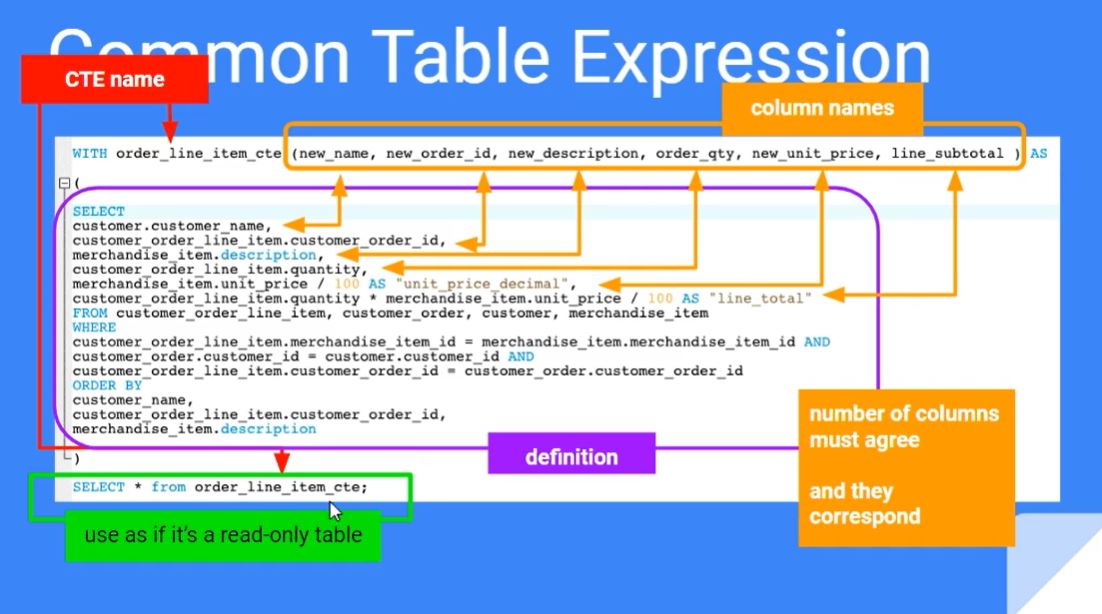 Common Table Expression
CTE name
column names
WITH order_line_item_cte (new_name, new_order_id, new_description, order_qty, new_unit_price, line_subtotal ) AS
(
SELECT
customer.customer_name,
customer_order_line_item.customer_order_id,
merchandise_item.description,
customer_order_line_item.quantity,
merchandise_item.unit_price / 100 AS "unit_price_decimal",
customer_order_line_item.quantity * merchandise_item.unit_price / 100 AS "line_total"
FROM customer_order_line_item, customer_order, customer, merchandise_item
WHERE
customer_order_line_item.merchandise_item_id = merchandise_item.merchandise_item_id AND
customer_order.customer_id = customer.customer_id AND
customer_order_line_item.customer_order_id = customer_order.customer_order_id
ORDER BY
customer_name,
customer_order_line_item.customer_order_id,
merchandise_item.description
)
definition
number of columns
must agree
and they
correspond
SELECT * from order_line_item_cte;
use as if it's a read-only table